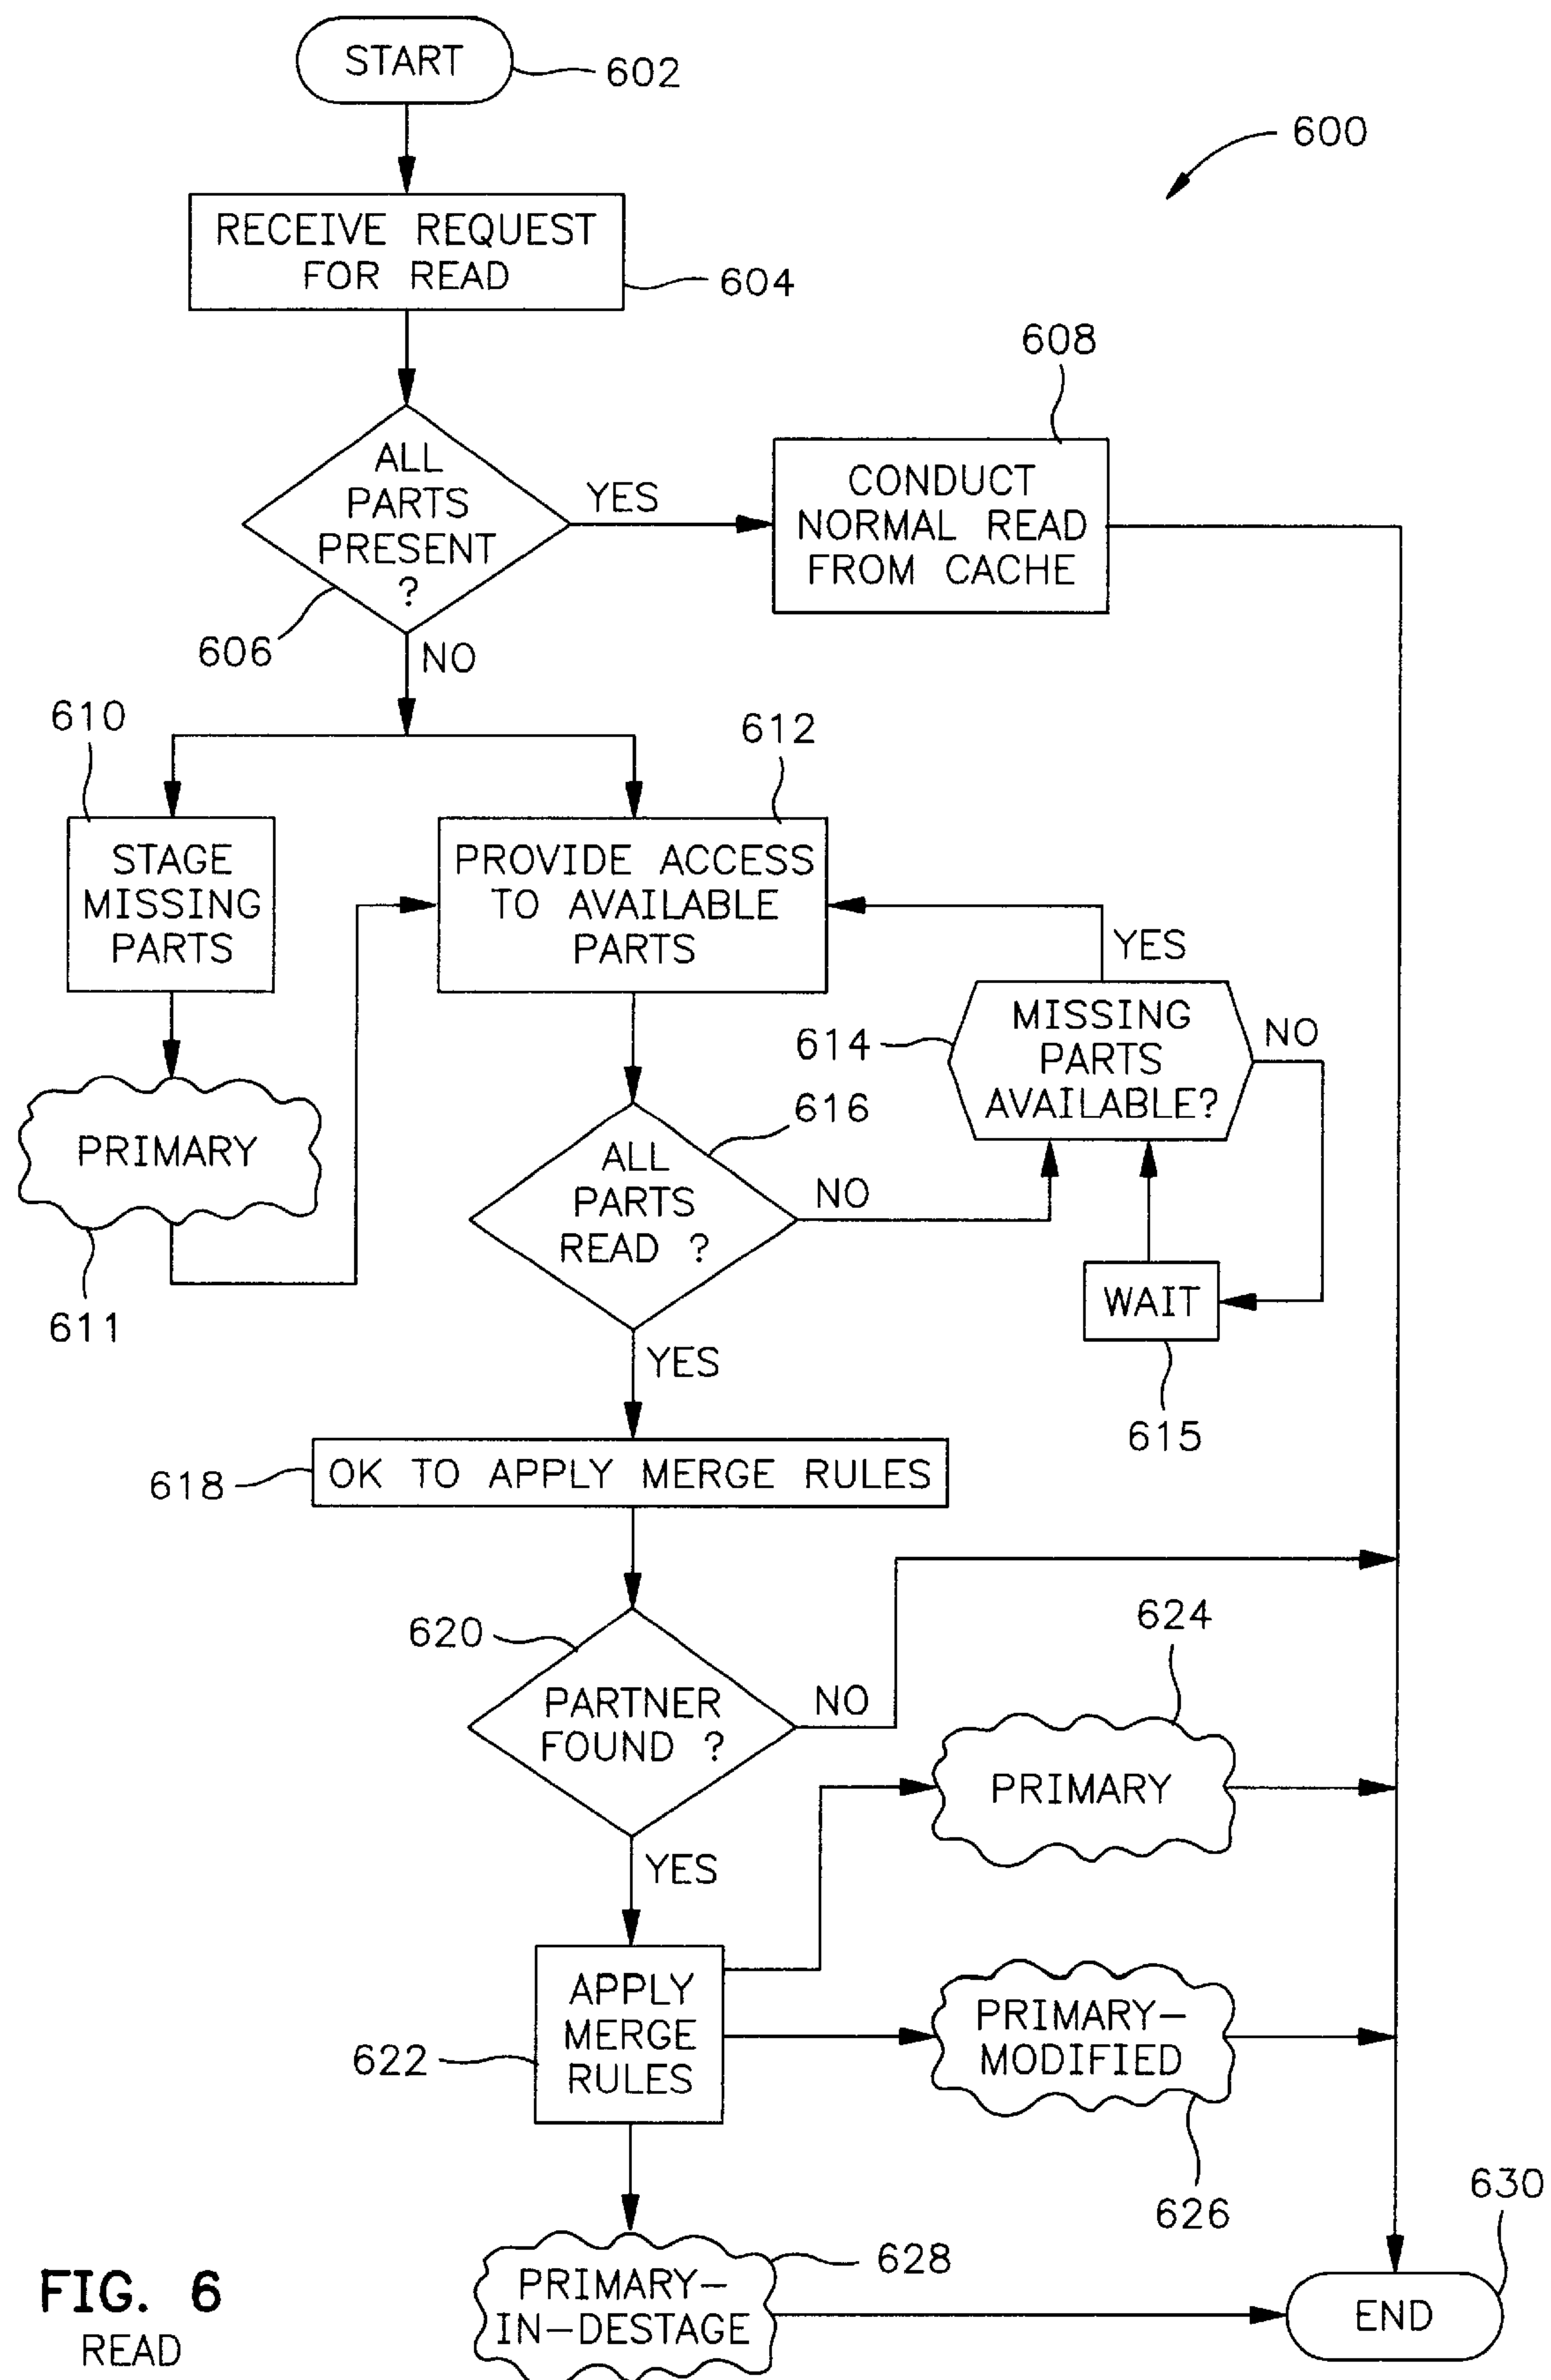 START
602
600
RECEIVE REQUEST
FOR READ
604
608
ALL
PARTS
PRESENT
?
YES
CONDUCT
NORMAL READ
FROM CACHE
606
NO
610
612
STAGE
MISSING
PARTS
PROVIDE ACCESS
TO AVAILABLE
PARTS
YES
614
MISSING
PARTS
AVAILABLE?
NO
PRIMARY
616
ALL
PARTS
READ ?
NO
611
WAIT
YES
615
618
OK TO APPLY MERGE RULES
620
624
PARTNER
FOUND ?
NO
PRIMARY
YES
APPLY
MERGE
RULES
622
PRIMARY-
MODIFIED
626
630
628
FIG. 6
READ
PRIMARY-
IN-DESTAGE
END